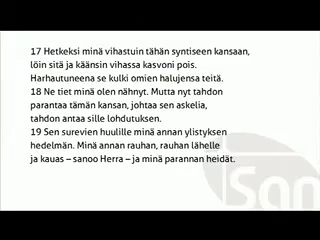 17 Hetkeksi minä vihastuin tähän syntiseen kansaan,
löin sitä ja käänsin vihassa kasvoni pois.
Harhautuneena se kulki omien halujensa teitä.
18 Ne tiet minä olen nähnyt. Mutta nyt tahdon
parantaa tämän kansan, johtaa sen askelia,
tahdon antaa sille lohdutuksen.
19 Sen surevien huulille minä annan ylistyksen
hedelmän. Minä annan rauhan, rauhan lähelle
ja kauas – sanoo Herra – ja minä parannan heidät.